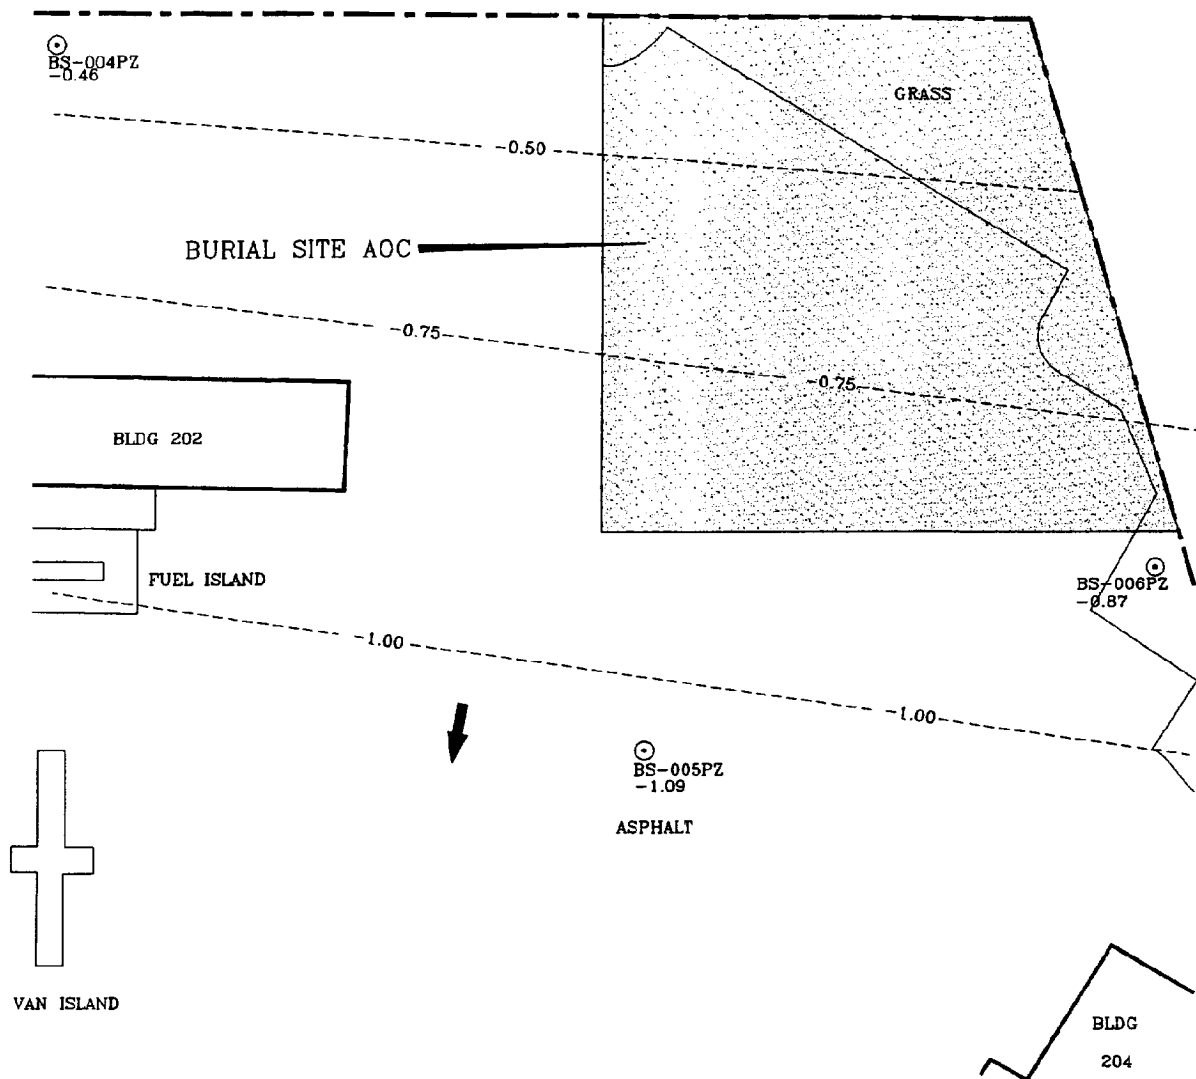 BS-004PZ
-0.46
GRASS
-0.50
BURIAL SITE AOC
-0.75
-0.75
BLDG 202
FUEL ISLAND
BS-006PZ
-0.87
-1.00
-1.00
BS-005PZ
-1.09
ASPHALT
VAN ISLAND
BLDG
204